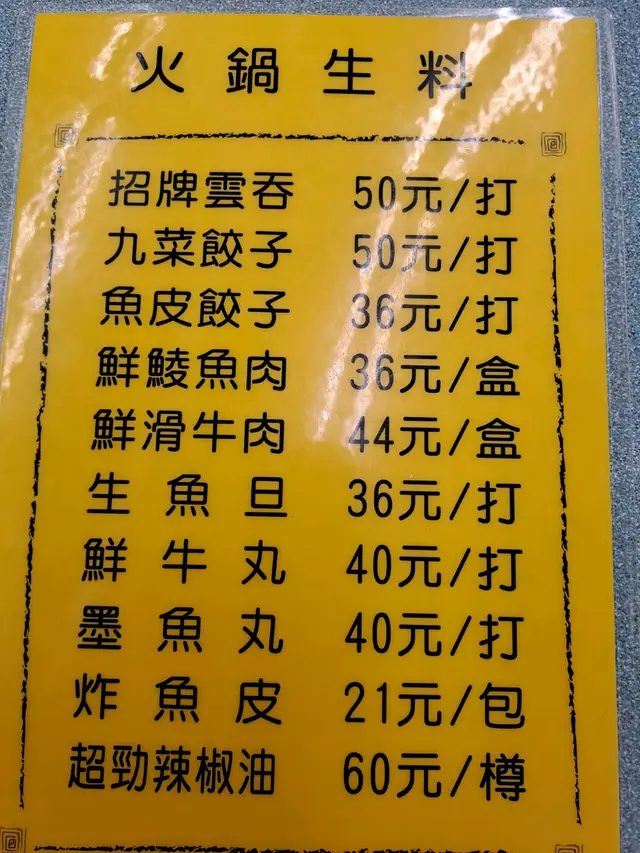 火鍋生料
招牌雲吞 50元/打
九菜餃子 50元/打
魚皮餃子 36元/打
鮮鯪魚肉 36元/盒
鮮滑牛肉 44元/盒
生魚旦 36元/打
鮮牛丸 40元/打
墨魚丸 40元/打
炸魚皮 21元/包
超勁辣椒油 60元/樽